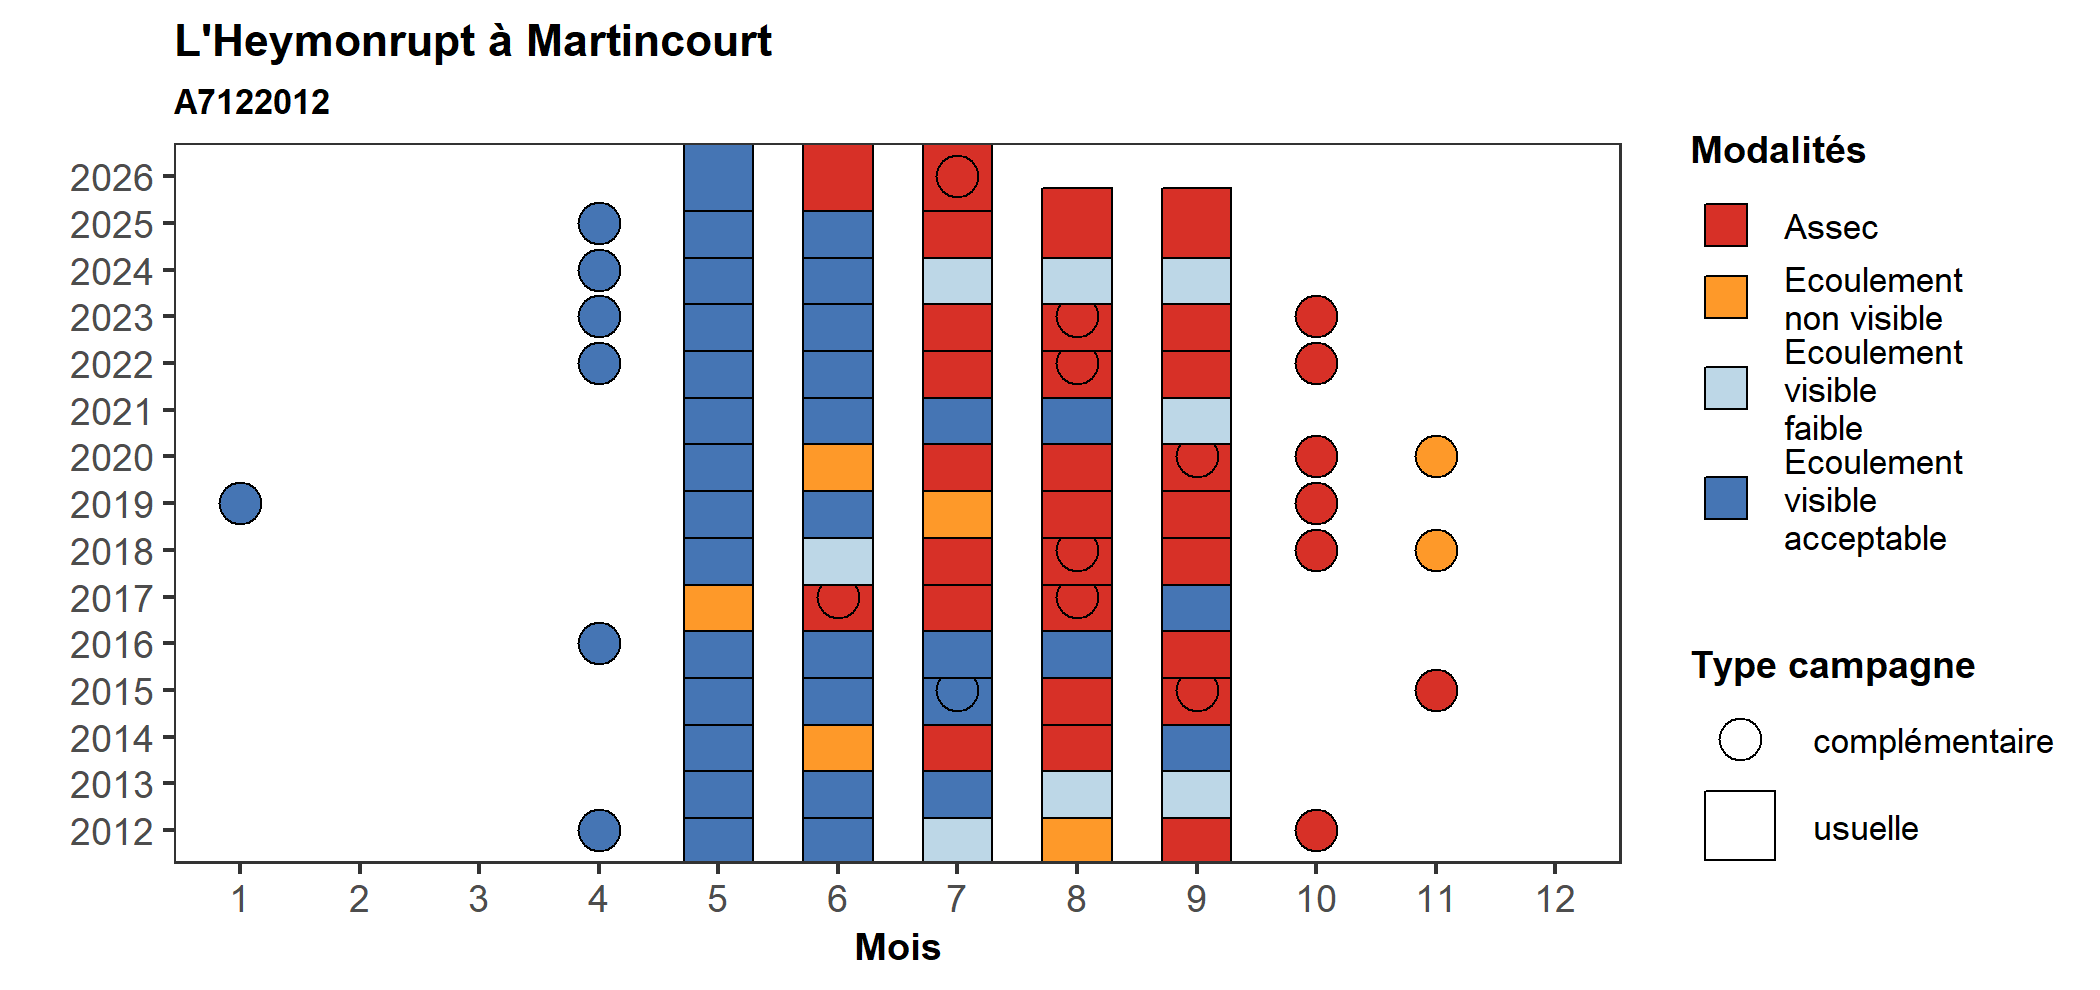 L'Heymonrupt à Martincourt
A7122012
2026
2025
2024
2023
2022
2021
2020
2019
2018
2017
2016
2015
2014
2013
2012
1 2 3 4 5 6 7 8 9 10 11 12
Mois
Modalités
Assec
Ecoulement
non visible
Ecoulement
visible
faible
Ecoulement
visible
acceptable
Type campagne
complémentaire
usuelle